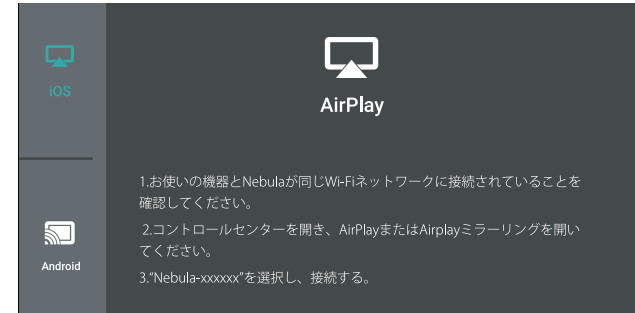 iOS
Android
AirPlay
1.お使いの機器とNebulaが同じWi-Fiネットワークに接続されていることを
確認してください。
2.コントロールセンターを開き、AirPlayまたはAirplayミラーリングを開い
てください。
3.“Nebula-xxxxxx”を選択し、接続する。